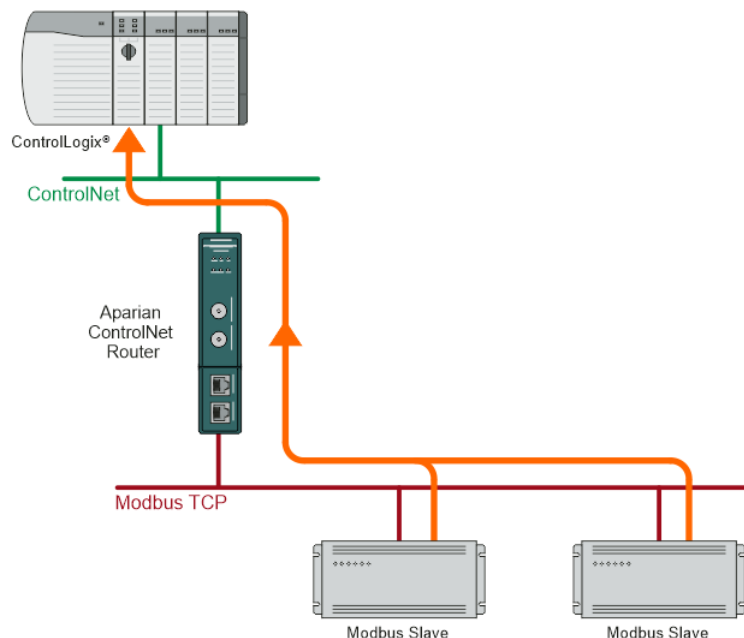 ControlLogix®
ControlNet
Aparian
ControlNet
Router
Modbus TCP
Modbus Slave
Modbus Slave